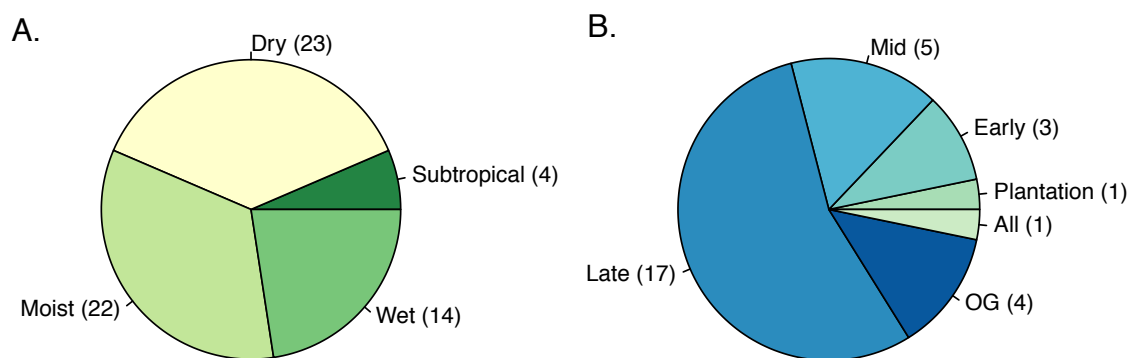 A.
Dry (23)
Subtropical (4)
Moist (22)
Wet (14)
B.
Mid (5)
Early (3)
Plantation (1)
All (1)
Late (17)
OG (4)